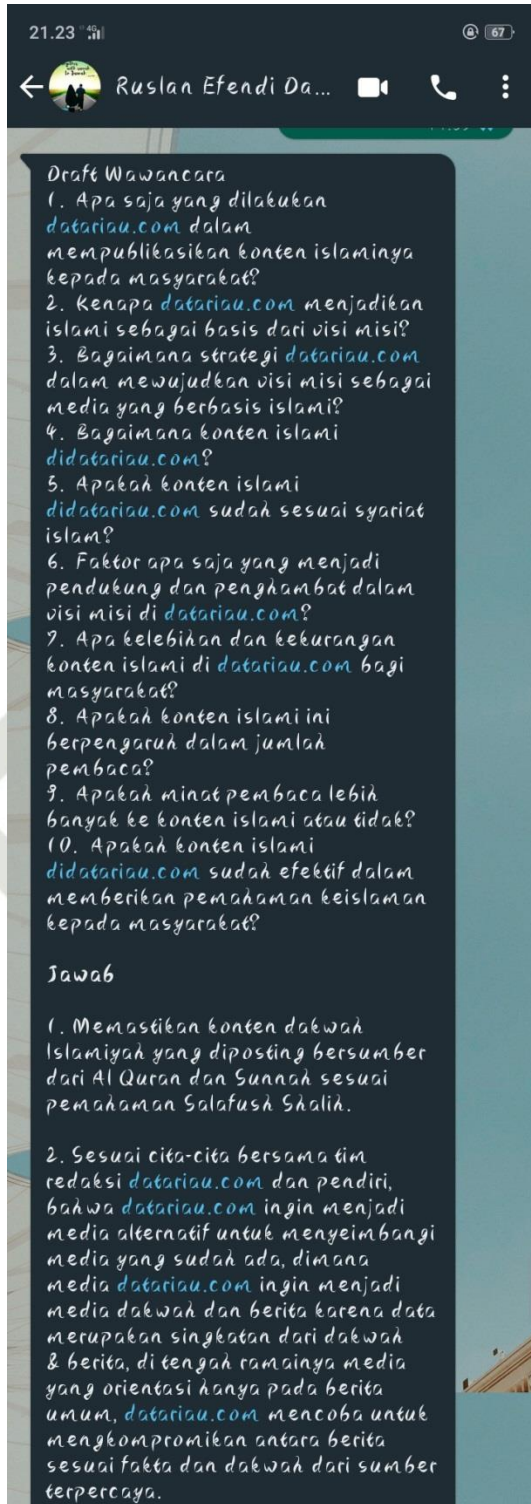 21.23 4G 67
Ruslan Efendi Da...
Draft Wawancara
1. Apa saja yang dilakukan
datariau.com dalam
mempublikasikan konten islaminya
kepada masyarakat?
2. Kenapa datariau.com menjadikan
islami sebagai basis dari visi misi?
3. Bagaimana strategi datariau.com
dalam mewujudkan visi misi sebagai
media yang berbasis islami?
4. Bagaimana konten islami
didatariau.com?
5. Apakah konten islami
didatariau.com sudah sesuai syariat
islam?
6. Faktor apa saja yang menjadi
pendukung dan penghambat dalam
visi misi di datariau.com?
7. Apa kelebihan dan kekurangan
konten islami di datariau.com bagi
masyarakat?
8. Apakah konten islami ini
berpengaruh dalam jumlah
pembaca?
9. Apakah minat pembaca lebih
banyak ke konten islami atau tidak?
10. Apakah konten islami
didatariau.com sudah efektif dalam
memberikan pemahaman keislaman
kepada masyarakat?
Jawab
1. Memastikan konten dakwah
Islamiyah yang diposting bersumber
dari Al Quran dan Sunnah sesuai
pemahaman Salafush Shalih.
2. Sesuai cita-cita bersama tim
redaksi datariau.com dan pendiri,
bahwa datariau.com ingin menjadi
media alternatif untuk menyeimbangi
media yang sudah ada, dimana
media datariau.com ingin menjadi
media dakwah dan berita karena data
merupakan singkatan dari dakwah
& berita, di tengah ramainya media
yang orientasi hanya pada berita
umum, datariau.com mencoba untuk
mengkompromikan antara berita
sesuai fakta dan dakwah dari sumber
terpercaya.